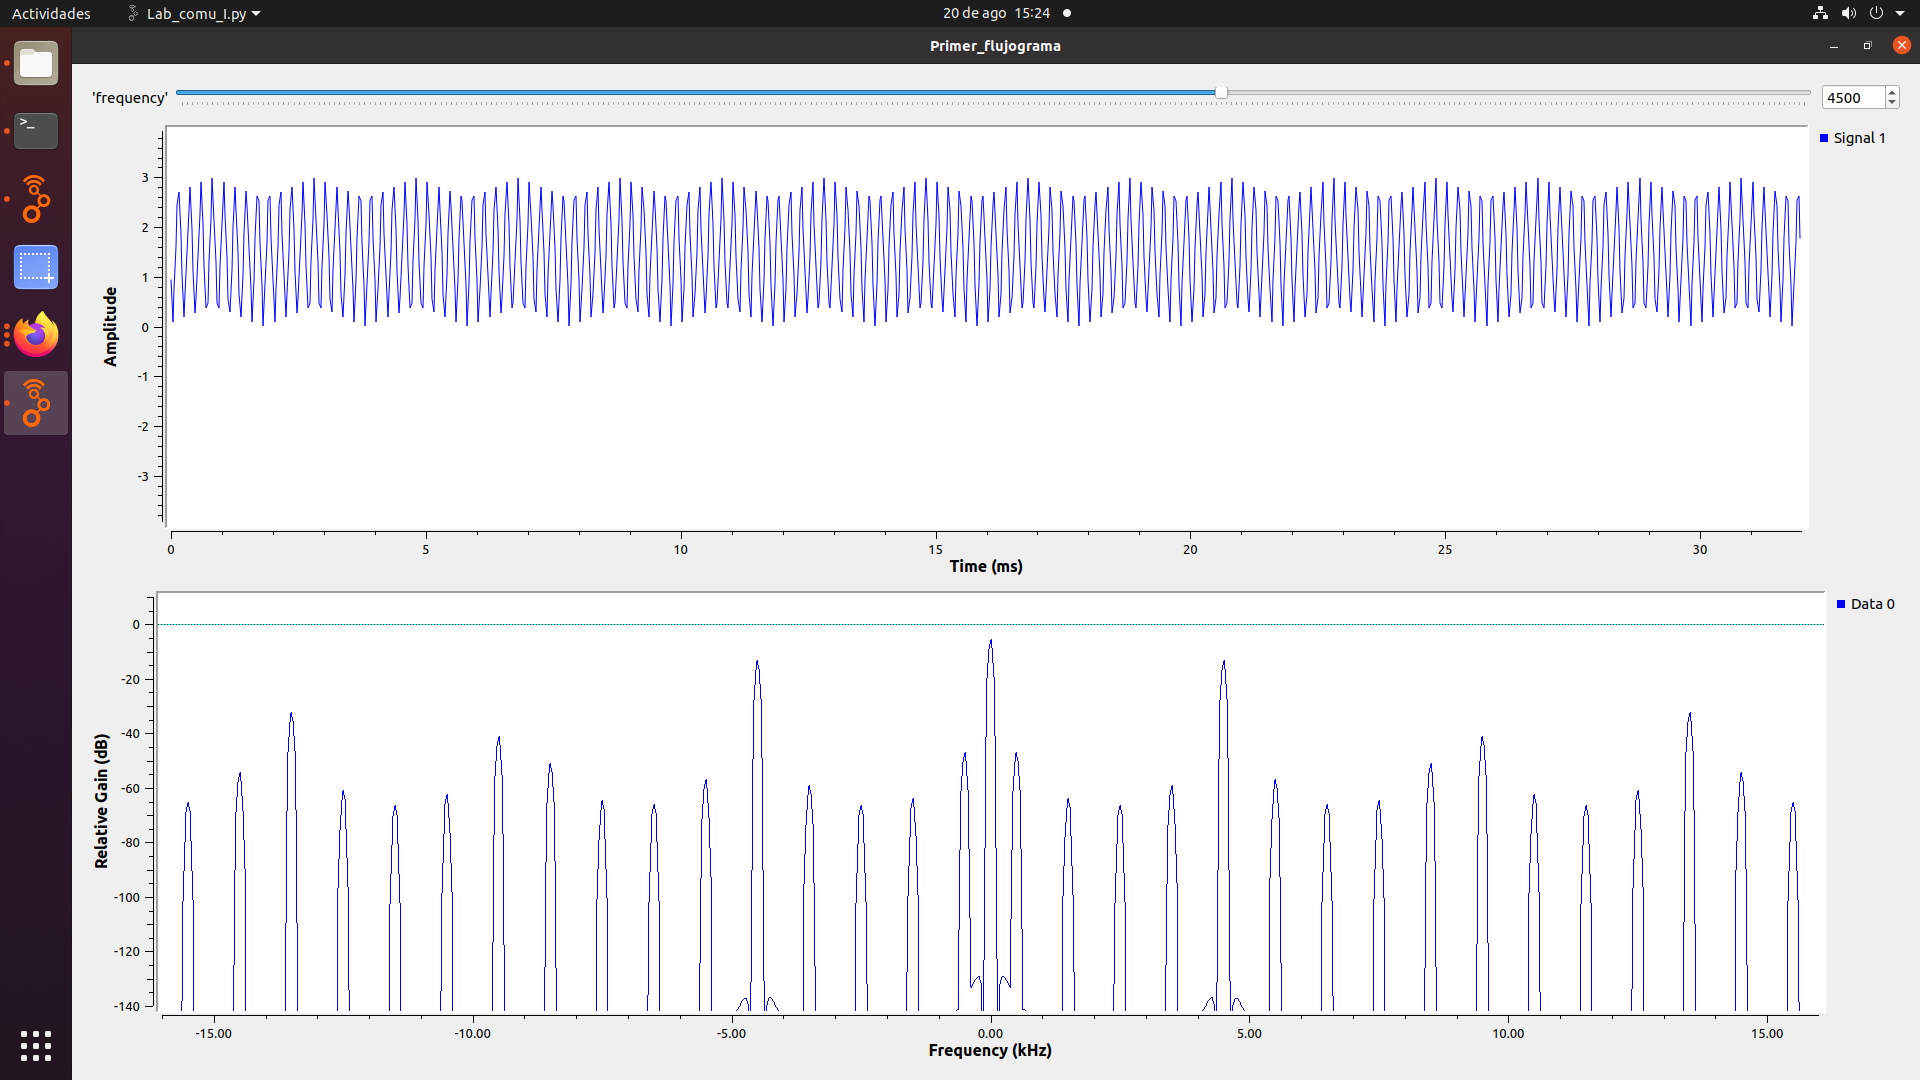 Actividades
Lab_comu_I.py
20 de ago 15:24
Primer_flujograma
'frequency'
4500
Signal 1
Amplitude
3
2
1
0
-1
-2
-3
0 5 10 15 20 25 30
Time (ms)
Data 0
Relative Gain (dB)
0
-20
-40
-60
-80
-100
-120
-140
-15.00 -10.00 -5.00 0.00 5.00 10.00 15.00
Frequency (kHz)